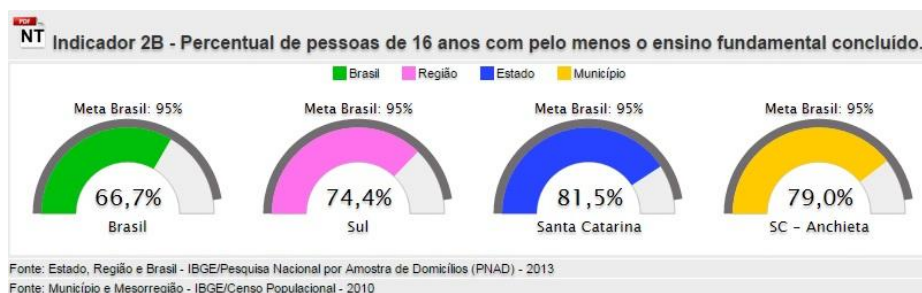 PDF
NT
Indicador 2B - Percentual de pessoas de 16 anos com pelo menos o ensino fundamental concluído.
Brasil Região Estado Município
Meta Brasil: 95% Meta Brasil: 95% Meta Brasil: 95% Meta Brasil: 95%
66,7% 74,4% 81,5% 79,0%
Brasil Sul Santa Catarina SC - Anchieta
Fonte: Estado, Região e Brasil - IBGE/Pesquisa Nacional por Amostra de Domicílios (PNAD) - 2013
Fonte: Município e Mesorregião - IBGE/Censo Populacional - 2010